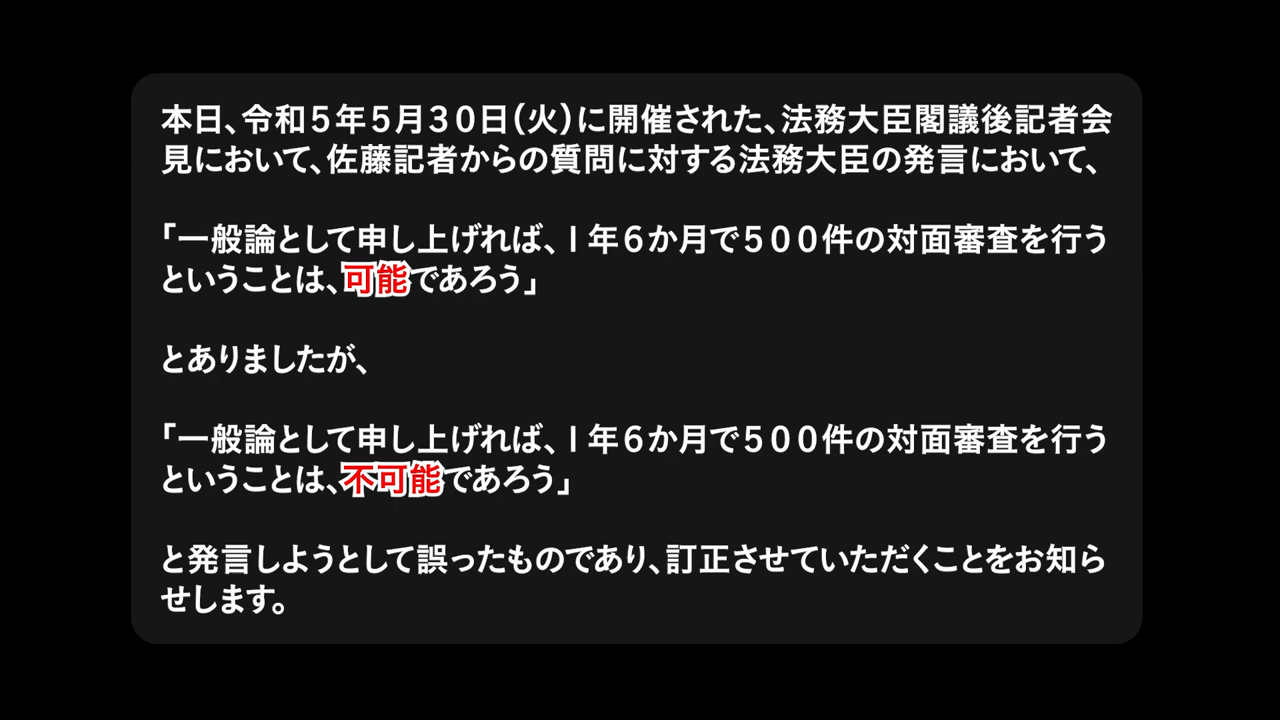 本日、令和５年５月３０日(火)に開催された、法務大臣閣議後記者会
見において、佐藤記者からの質問に対する法務大臣の発言において、
「一般論として申し上げれば、１年６か月で５００件の対面審査を行う
ということは、可能であろう」
とありましたが、
「一般論として申し上げれば、１年６か月で５００件の対面審査を行う
ということは、不可能であろう」
と発言しようとして誤ったものであり、訂正させていただくことをお知ら
せします。